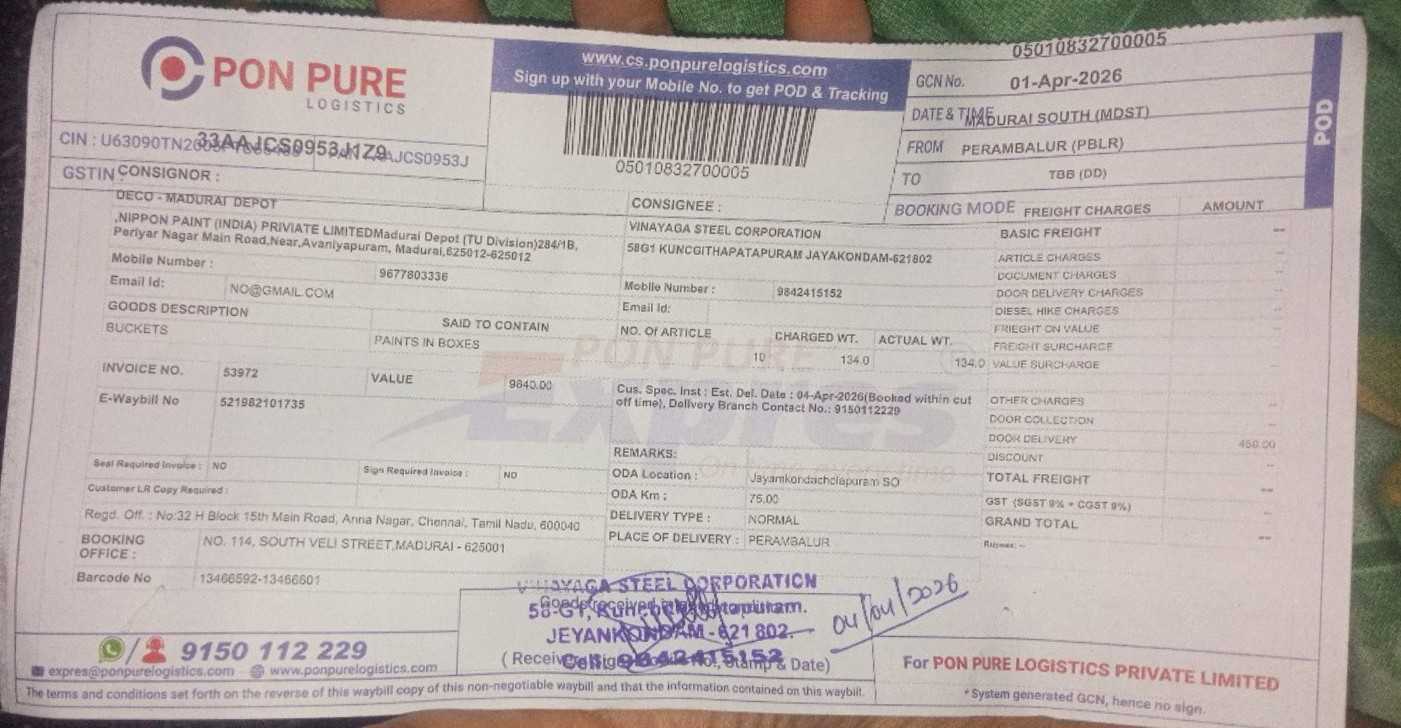 PON PURE
LOGISTICS
www.cs.ponpurelogistics.com
Sign up with your Mobile No. to get POD & Tracking
05010832700005
05010832700005
GCN No. 01-Apr-2026
DATE & TIME MADURAI SOUTH (MDST)
FROM PERAMBALUR (PBLR)
TO TBB (DD)
BOOKING MODE FREIGHT CHARGES AMOUNT
POD
CIN : 33AAJCS0953J1Z9
GSTIN CONSIGNOR :
DECO - MADURAI DEPOT
,NIPPON PAINT (INDIA) PRIVIATE LIMITEDMadurai Depot (TU Division)284/1B,
Periyar Nagar Main Road,Near,Avaniyapuram, Madurai,625012-625012
Mobile Number : 9677803336
Email Id: NO@GMAIL.COM
CONSIGNEE :
VINAYAGA STEEL CORPORATION
58G1 KUNCGITHAPATAPURAM JAYAKONDAM-621802
Mobile Number : 9842415152
Email Id:
GOODS DESCRIPTION SAID TO CONTAIN
BUCKETS PAINTS IN BOXES
NO. Of ARTICLE CHARGED WT. ACTUAL WT.
10 134.0 134.0
INVOICE NO. 53972 VALUE 9840.00
E-Waybill No 521982101735
Cus. Spec. Inst : Est. Del. Date : 04-Apr-2026(Booked within cut
off time), Delivery Branch Contact No.: 9150112229
PON PURE
Expres
REMARKS:
Seal Required Invoice : NO Sign Required Invoice : NO
Customer LR Copy Required :
ODA Location : Jayamkondacholapuram SO
ODA Km : 75.00
DELIVERY TYPE : NORMAL
PLACE OF DELIVERY : PERAMBALUR
Regd. Off. : No:32 H Block 15th Main Road, Anna Nagar, Chennai, Tamil Nadu, 600040
BOOKING OFFICE : NO. 114, SOUTH VELI STREET,MADURAI - 625001
Barcode No 13466592-13466601
BASIC FREIGHT --
ARTICLE CHARGES --
DOCUMENT CHARGES --
DOOR DELIVERY CHARGES --
DIESEL HIKE CHARGES --
FRIEGHT ON VALUE --
FREIGHT SURCHARGE --
VALUE SURCHARGE --
OTHER CHARGES --
DOOR COLLECTION --
DOOR DELIVERY 450.00
DISCOUNT --
TOTAL FREIGHT --
GST (SGST 9% + CGST 9%) --
GRAND TOTAL --
Rupees: --
VINAYAGA STEEL CORPORATION
JEYANKONDAM - 621 802.
Cell: 9842415152
Stamp & Date)
04/04/2026
9150 112 229
expres@ponpurelogistics.com www.ponpurelogistics.com
For PON PURE LOGISTICS PRIVATE LIMITED
* System generated GCN, hence no sign.
The terms and conditions set forth on the reverse of this waybill copy of this non-negotiable waybill and that the information contained on this waybill.